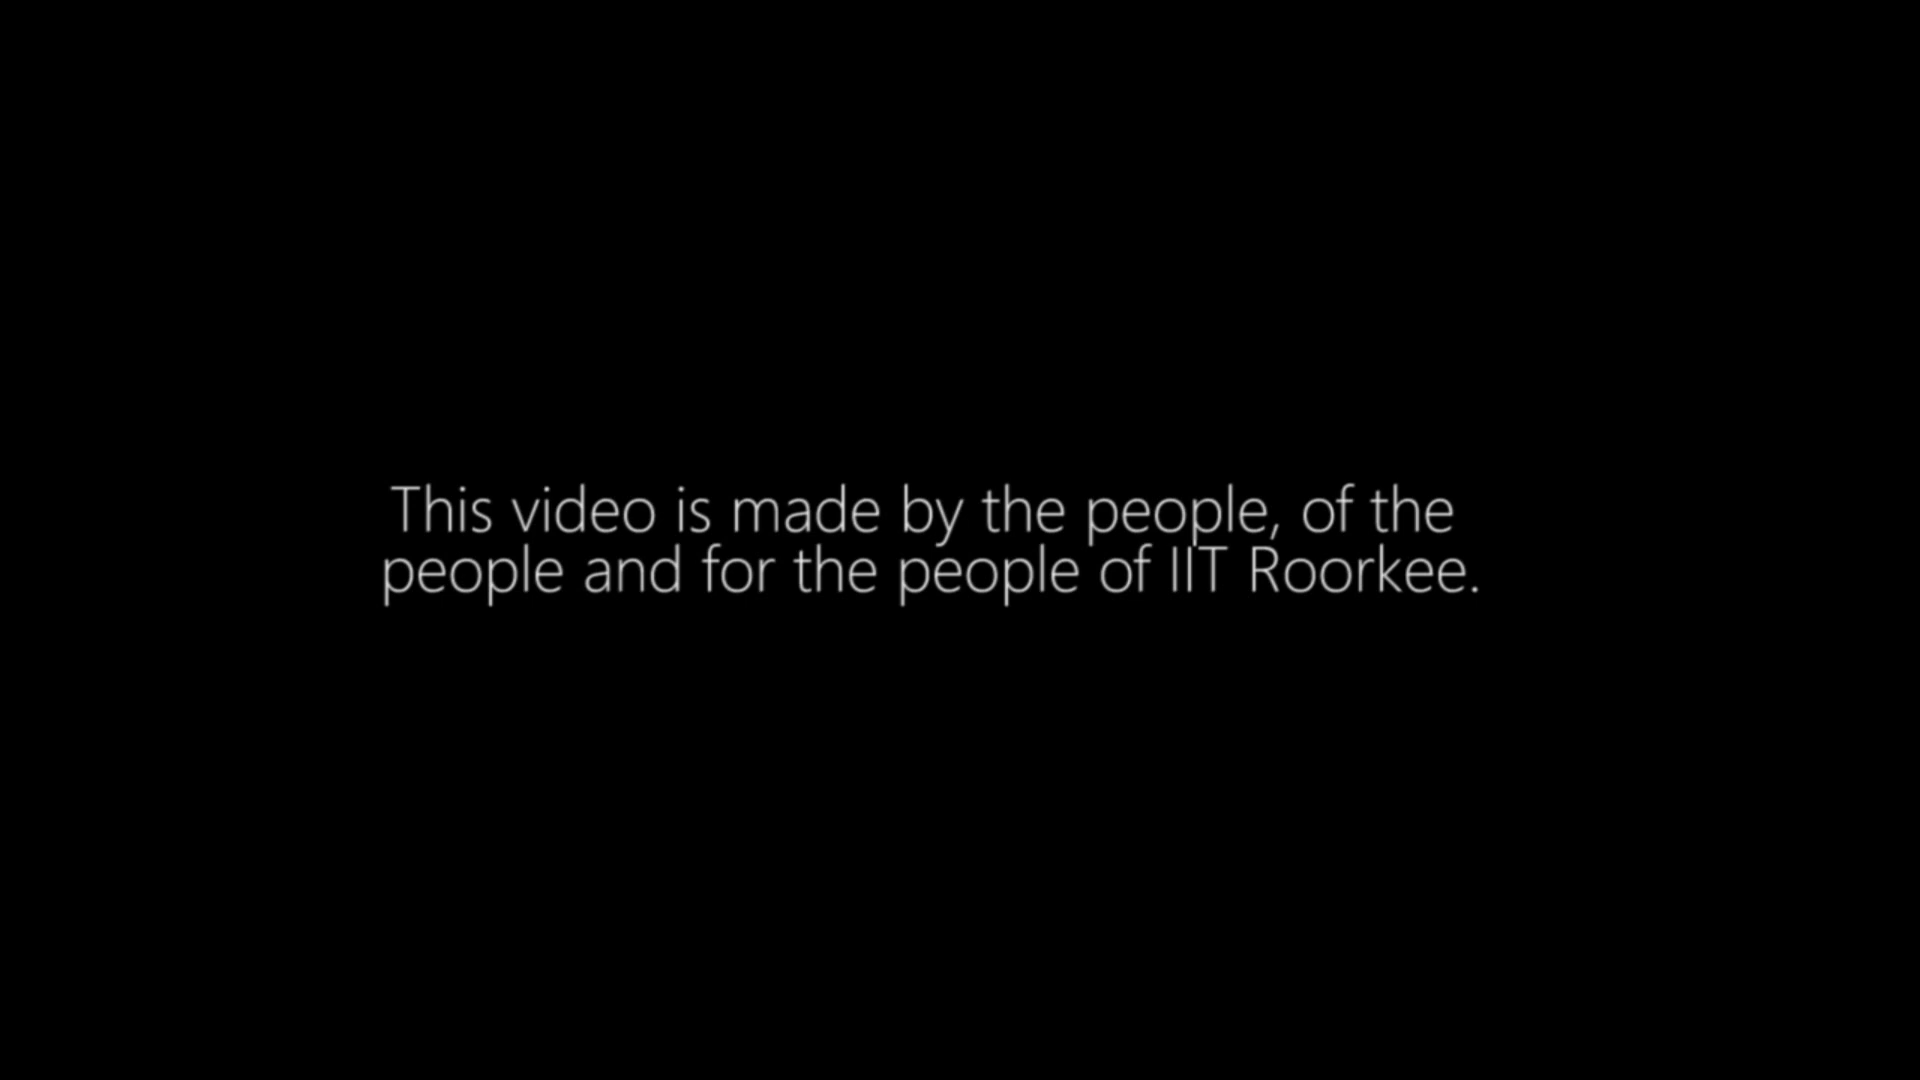 This video is made by the people, of the
people and for the people of IIT Roorkee.